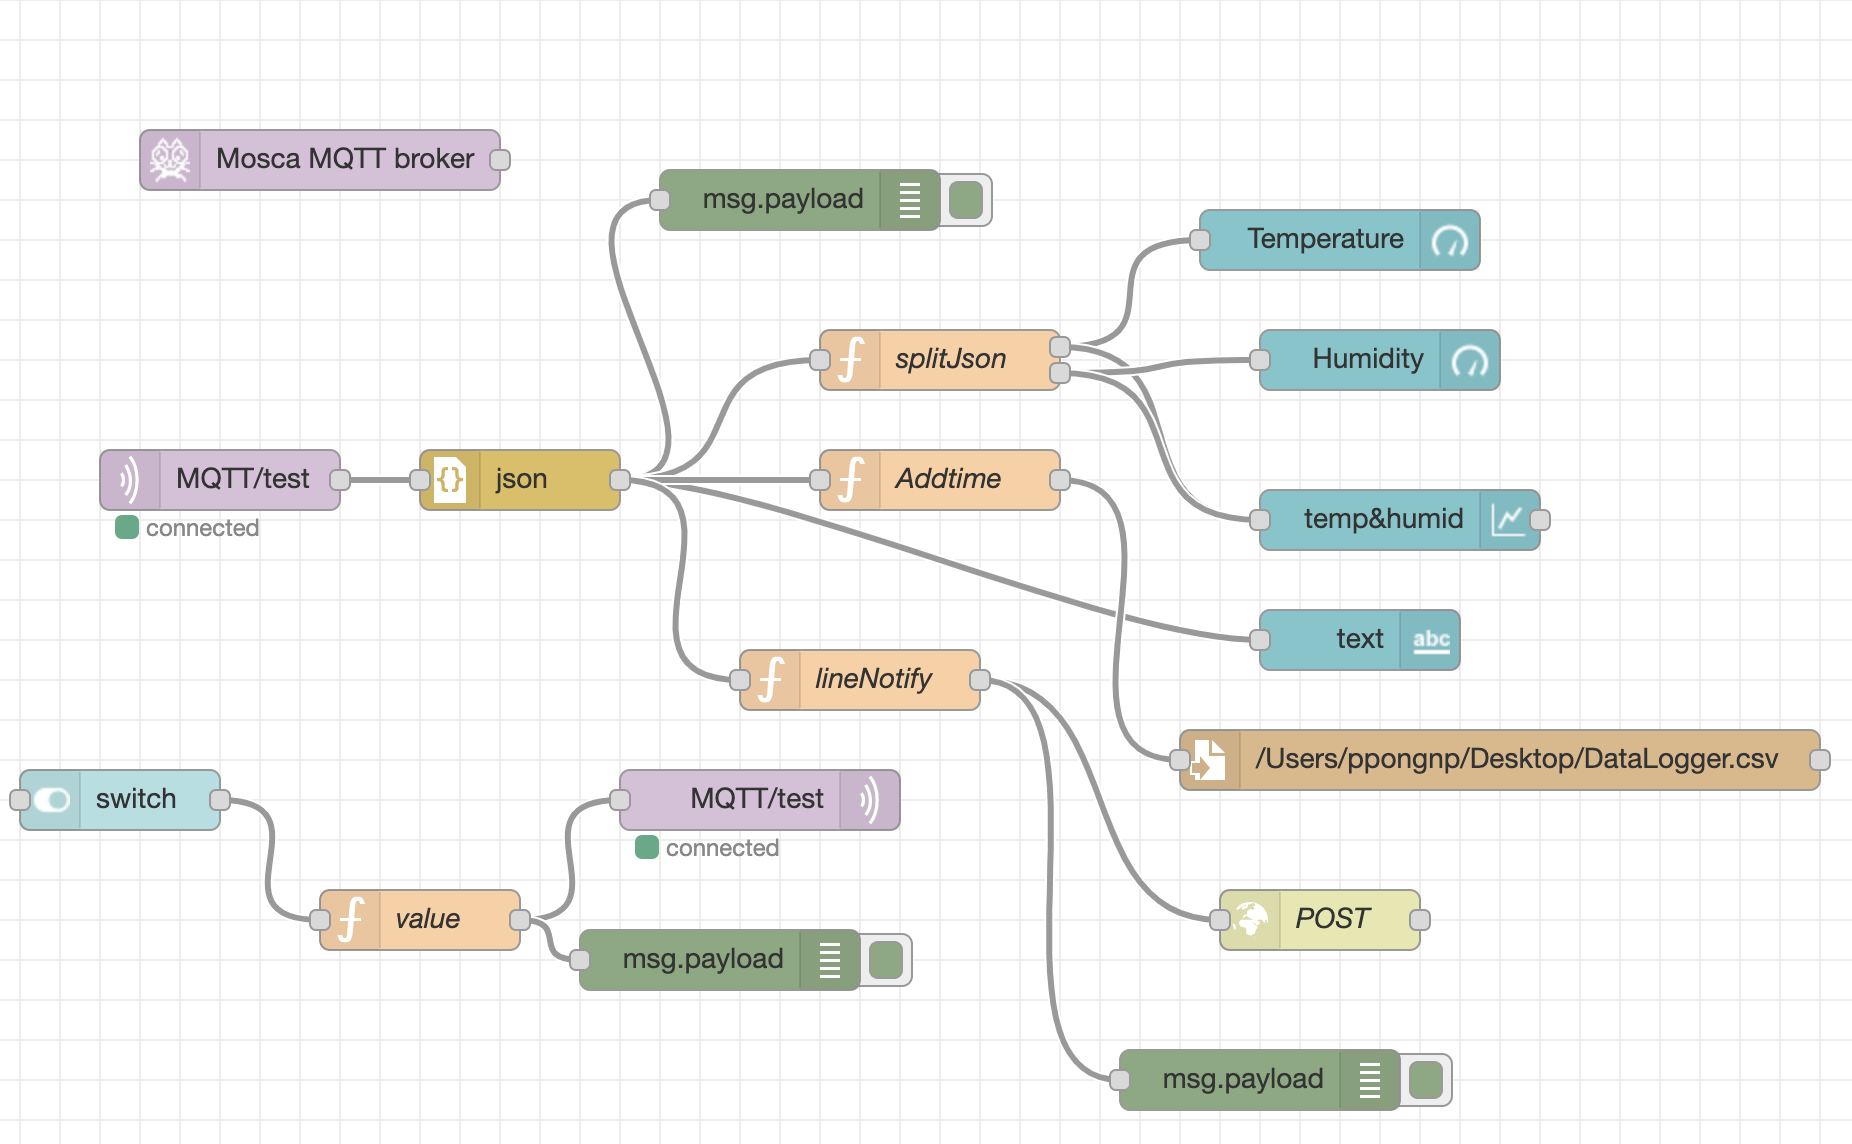 Mosca MQTT broker
msg.payload
Temperature
splitJson
Humidity
MQTT/test
connected
{} json
Addtime
temp&humid
text
abc
lineNotify
/Users/ppongnp/Desktop/DataLogger.csv
switch
MQTT/test
connected
value
msg.payload
POST
msg.payload